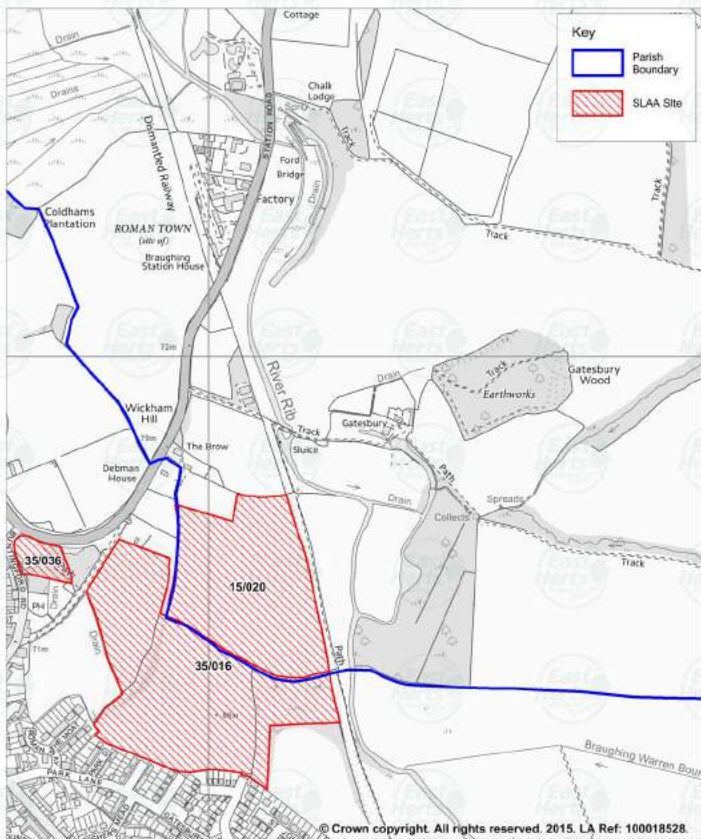 Cottage
Key
Parish
Boundary
SLAA Site
Drains
Chalk
Lodge
Spring
Track
STATION ROAD
Dismantled Railway
Ford
Bridge
Drain
Factory
Track
Coldhams
Plantation
ROMAN TOWN
(site of)
Braughing
Station House
Track
72m
River Rib
Drain
Track
Gatesbury
Wood
Earthworks
Wickham
Hill
The Brow
Gatesbury
Track
Sluice
Path
Debman
House
Drain
Spreads
Collects
35/036
15/020
Track
Drain
PH
Drain
71m
35/016
Path
PARK LANE
Braughing Warren Bou
© Crown copyright. All rights reserved. 2015. LA Ref: 100018528.